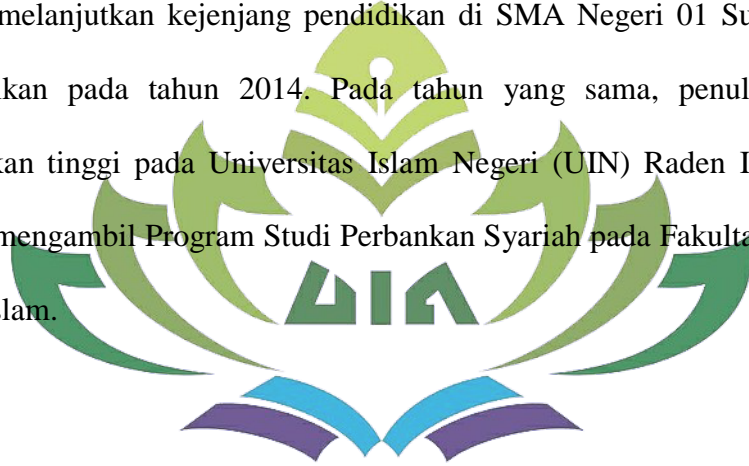 melanjutkan kejenjang pendidikan di SMA Negeri 01 Su
kan pada tahun 2014. Pada tahun yang sama, penul
kan tinggi pada Universitas Islam Negeri (UIN) Raden I
mengambil Program Studi Perbankan Syariah pada Fakulta
slam.
UIN